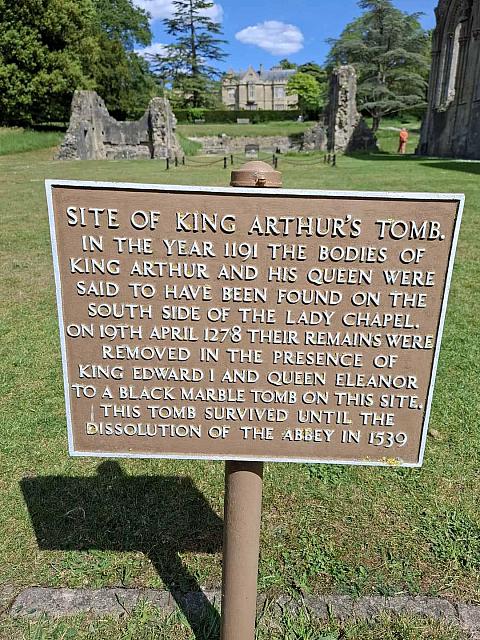 SITE OF KING ARTHUR'S TOMB.
IN THE YEAR 1191 THE BODIES OF
KING ARTHUR AND HIS QUEEN WERE
SAID TO HAVE BEEN FOUND ON THE
SOUTH SIDE OF THE LADY CHAPEL.
ON 19TH APRIL 1278 THEIR REMAINS WERE
REMOVED IN THE PRESENCE OF
KING EDWARD I AND QUEEN ELEANOR
TO A BLACK MARBLE TOMB ON THIS SITE.
THIS TOMB SURVIVED UNTIL THE
DISSOLUTION OF THE ABBEY IN 1539